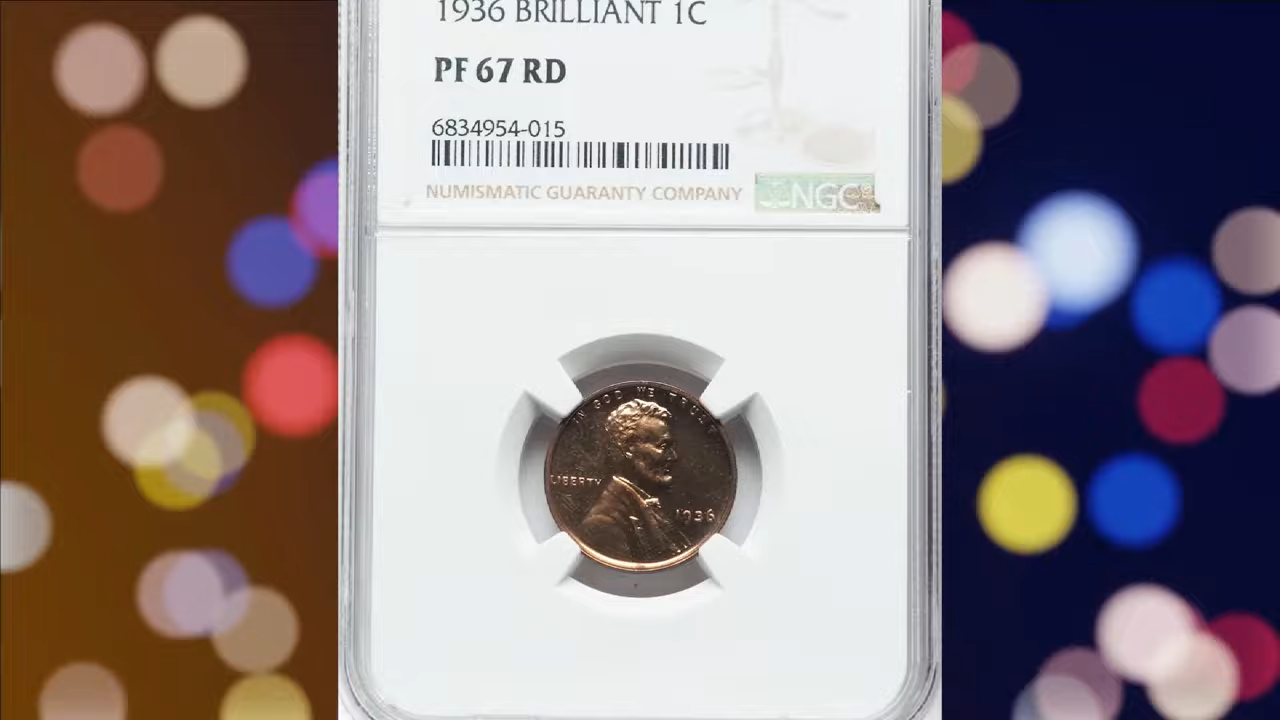 1936 BRILLIANT 1C
PF 67 RD
6834954-015
NUMISMATIC GUARANTY COMPANY
NGC
IN GOD WE TRUST
LIBERTY
1936